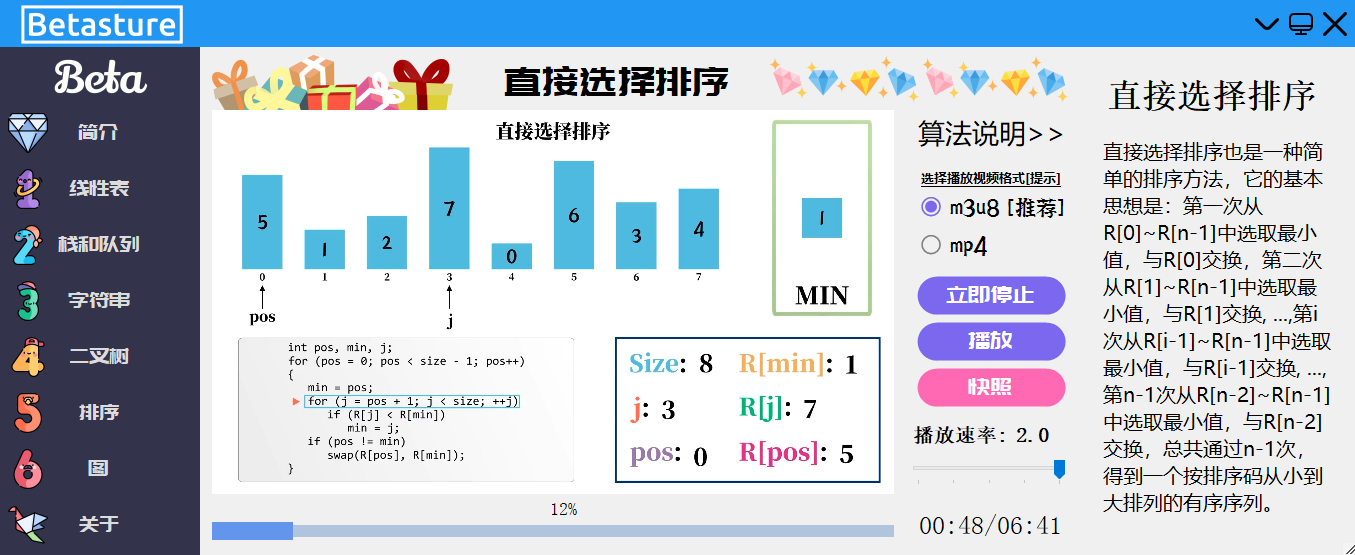 Betasture
Beta
简介
线性表
栈和队列
字符串
二叉树
排序
图
关于
直接选择排序
直接选择排序
5
1
2
7
0
6
3
4
0
1
2
3
4
5
6
7
pos
j
1
MIN
int pos, min, j;
for (pos = 0; pos < size - 1; pos++)
{
min = pos;
for (j = pos + 1; j < size; ++j)
if (R[j] < R[min])
min = j;
if (pos != min)
swap(R[pos], R[min]);
}
Size: 8 R[min]: 1
j: 3 R[j]: 7
pos: 0 R[pos]: 5
12%
算法说明>>
选择播放视频格式[提示]
m3u8 [推荐]
mp4
立即停止
播放
快照
播放速率: 2.0
00:48/06:41
直接选择排序
直接选择排序也是一种简
单的排序方法，它的基本
思想是：第一次从
R[0]~R[n-1]中选取最小
值，与R[0]交换，第二次
从R[1]~R[n-1]中选取最
小值，与R[1]交换, ...,第i
次从R[i-1]~R[n-1]中选取
最小值，与R[i-1]交换, ...,
第n-1次从R[n-2]~R[n-1]
中选取最小值，与R[n-2]
交换，总共通过n-1次，
得到一个按排序码从小到
大排列的有序序列。